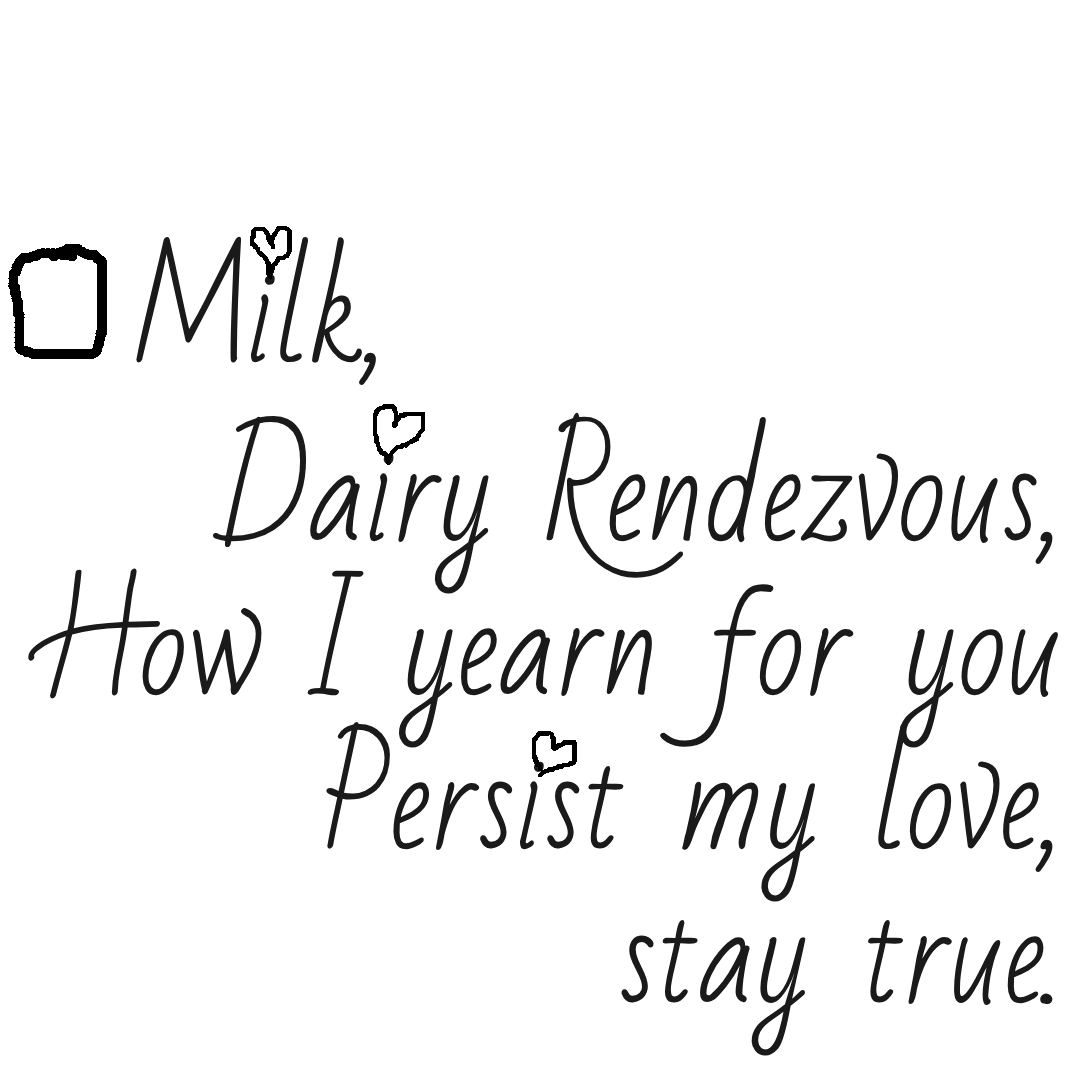 ☐ Milk,
Dairy Rendezvous,
How I yearn for you
Persist my love,
stay true.